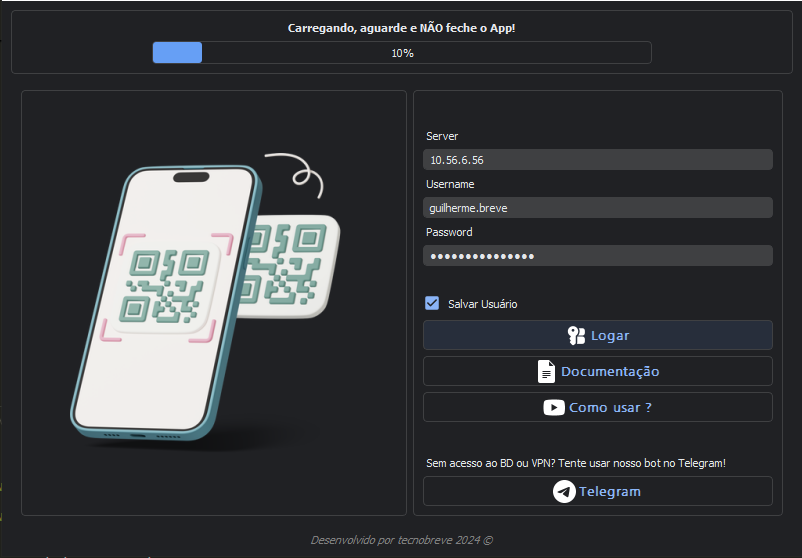 Carregando, aguarde e NÃO feche o App!
10%
Server
10.56.6.56
Username
guilherme.breve
Password
●●●●●●●●●●●●●●●
Salvar Usuário
Logar
Documentação
Como usar ?
Sem acesso ao BD ou VPN? Tente usar nosso bot no Telegram!
Telegram
Desenvolvido por tecnobreve 2024 ©